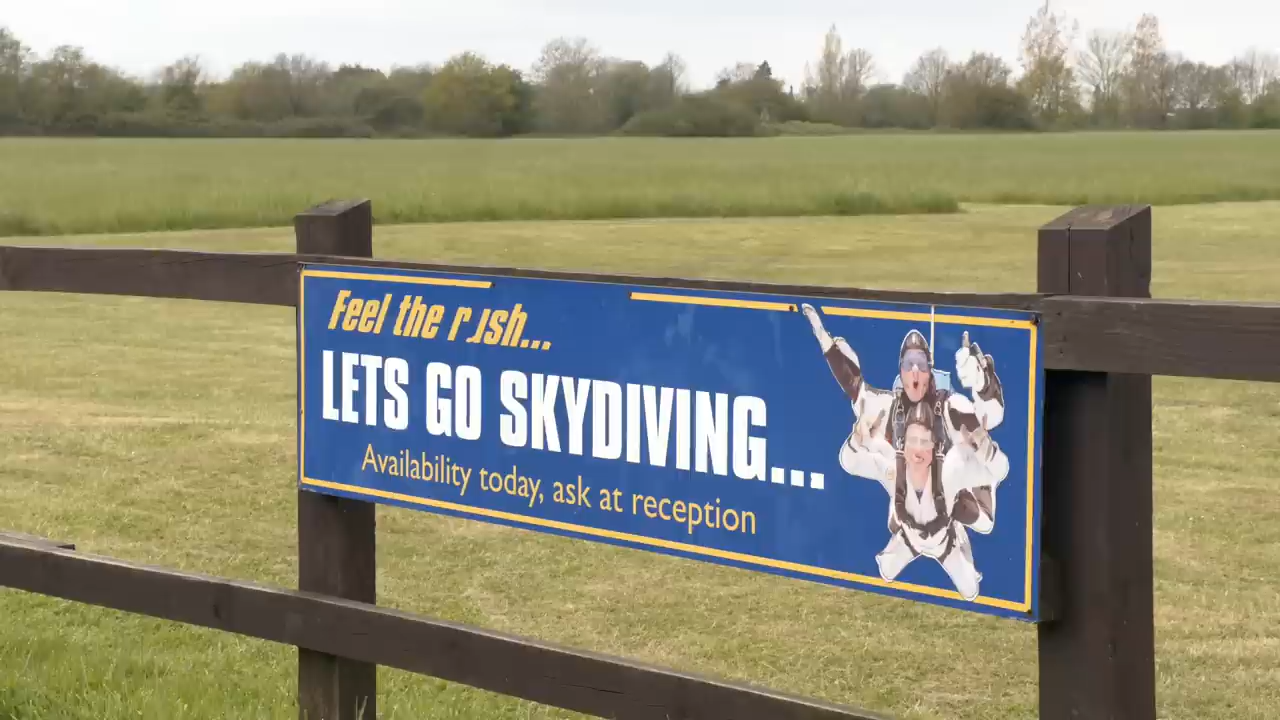 Feel the rush...
LETS GO SKYDIVING...
Availability today, ask at reception